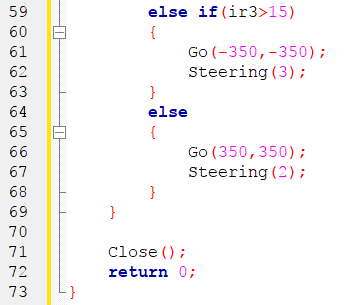 59 else if(ir3>15)
60 {
61 Go(-350,-350);
62 Steering(3);
63 }
64 else
65 {
66 Go(350,350);
67 Steering(2);
68 }
69 }
70
71 Close();
72 return 0;
73 }